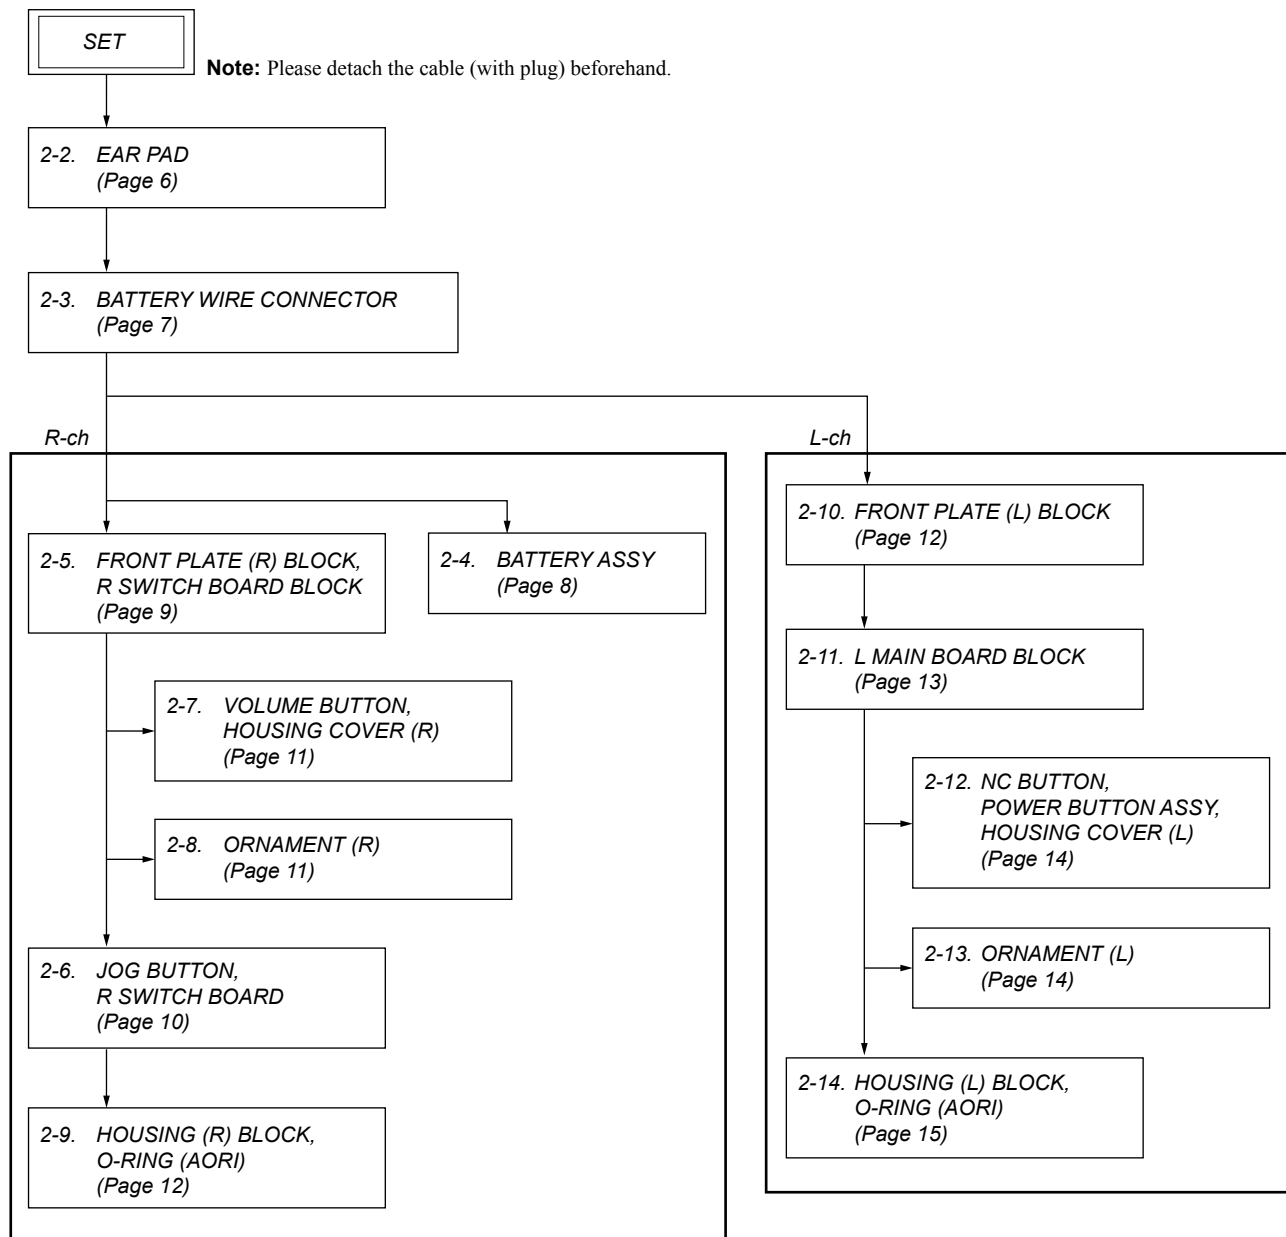 SET
Note: Please detach the cable (with plug) beforehand.
2-2. EAR PAD
(Page 6)
2-3. BATTERY WIRE CONNECTOR
(Page 7)
R-ch
2-5. FRONT PLATE (R) BLOCK,
R SWITCH BOARD BLOCK
(Page 9)
2-4. BATTERY ASSY
(Page 8)
2-7. VOLUME BUTTON,
HOUSING COVER (R)
(Page 11)
2-8. ORNAMENT (R)
(Page 11)
2-6. JOG BUTTON,
R SWITCH BOARD
(Page 10)
2-9. HOUSING (R) BLOCK,
O-RING (AORI)
(Page 12)
L-ch
2-10. FRONT PLATE (L) BLOCK
(Page 12)
2-11. L MAIN BOARD BLOCK
(Page 13)
2-12. NC BUTTON,
POWER BUTTON ASSY,
HOUSING COVER (L)
(Page 14)
2-13. ORNAMENT (L)
(Page 14)
2-14. HOUSING (L) BLOCK,
O-RING (AORI)
(Page 15)